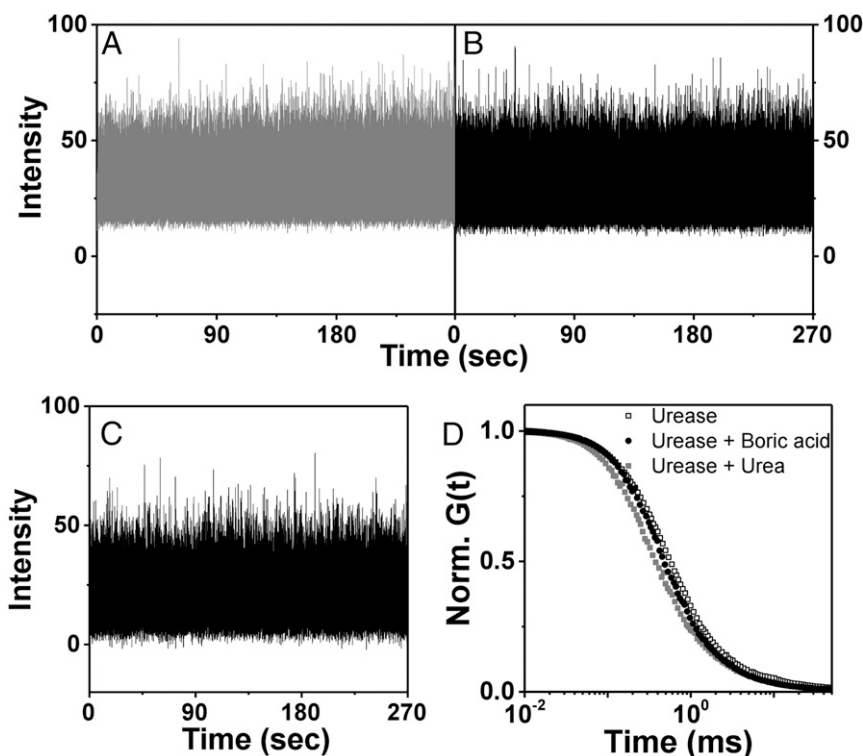 A
B
Intensity
100
50
0
100
50
0
0
90
180
0
90
180
270
Time (sec)
C
Intensity
100
50
0
0
90
180
270
Time (sec)
D
Norm. G(t)
1.0
0.5
0.0
Urease
Urease + Boric acid
Urease + Urea
10⁻²
10⁰
Time (ms)